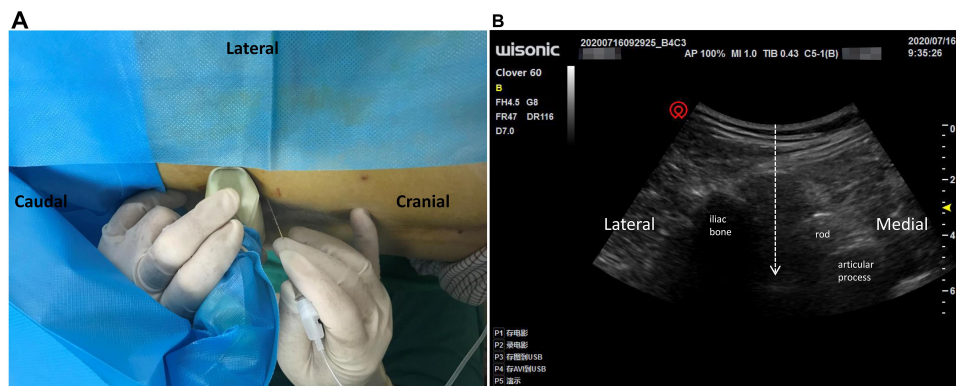 A
Lateral
Caudal
Cranial
B
wisonic
20200716092925_B4C3
AP 100% MI 1.0 TIB 0.43 C5-1(B)
2020/07/16
9:35:26
Clover 60
B
FH4.5 G8
FR47 DR116
D7.0
0
2
4
6
Lateral
iliac
bone
rod
Medial
articular
process
P1 存电影
P2 录电影
P3 存图到USB
P4 存AVI到USB
P5 演示